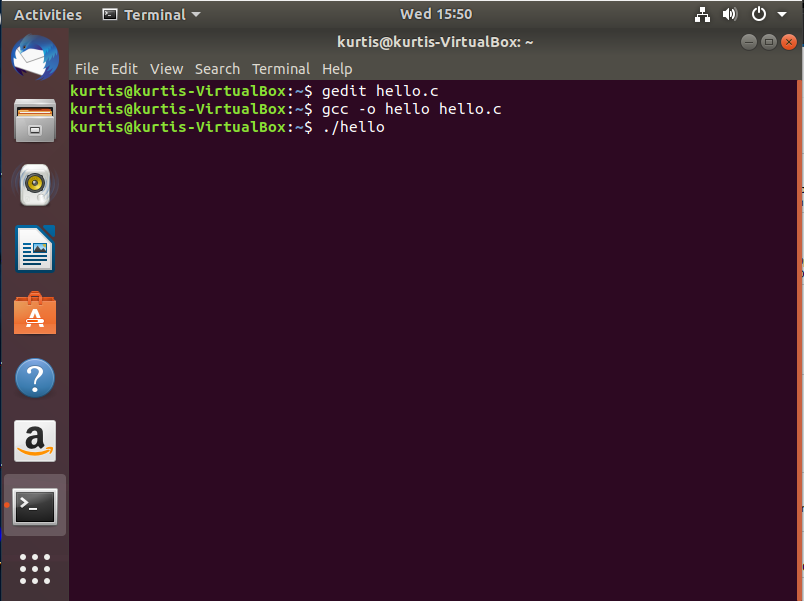 Activities Terminal Wed 15:50
kurtis@kurtis-VirtualBox: ~
File Edit View Search Terminal Help
kurtis@kurtis-VirtualBox:~$ gedit hello.c
kurtis@kurtis-VirtualBox:~$ gcc -o hello hello.c
kurtis@kurtis-VirtualBox:~$ ./hello
A
?
a
>_